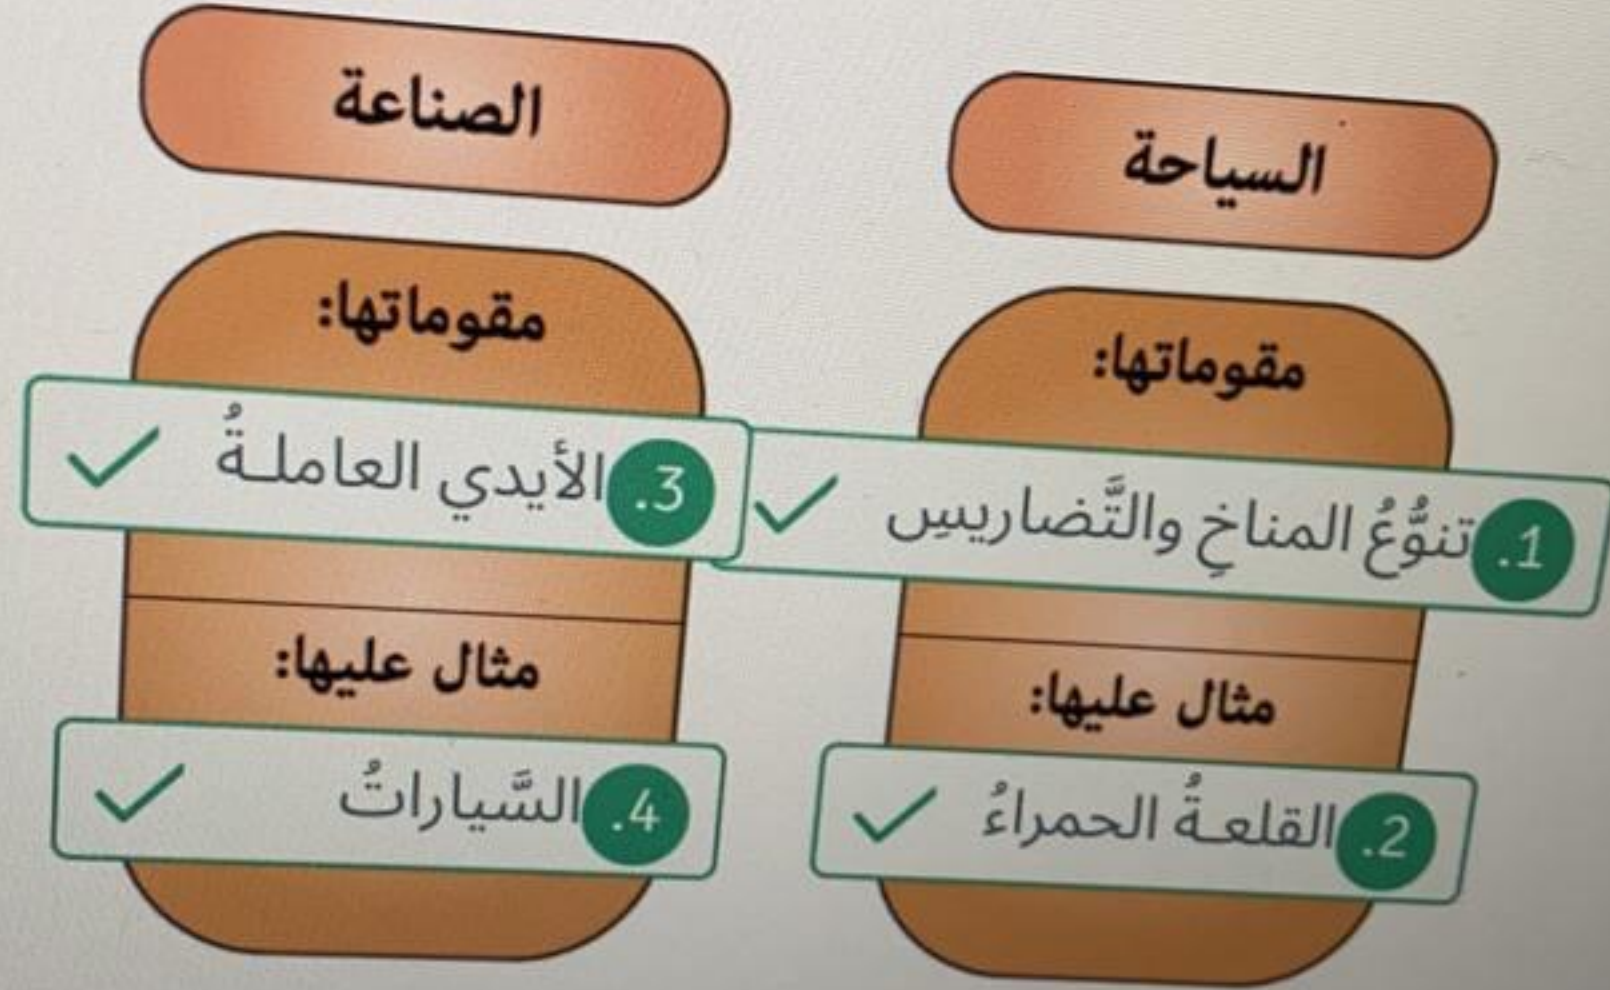 السياحة
مقوماتها:
1. تنوُّعُ المناخِ والتَّضاريسِ
مثال عليها:
2. القلعـةُ الحمراءُ
الصناعة
مقوماتها:
3. الأيدي العاملـةُ
مثال عليها:
4. السَّياراتُ